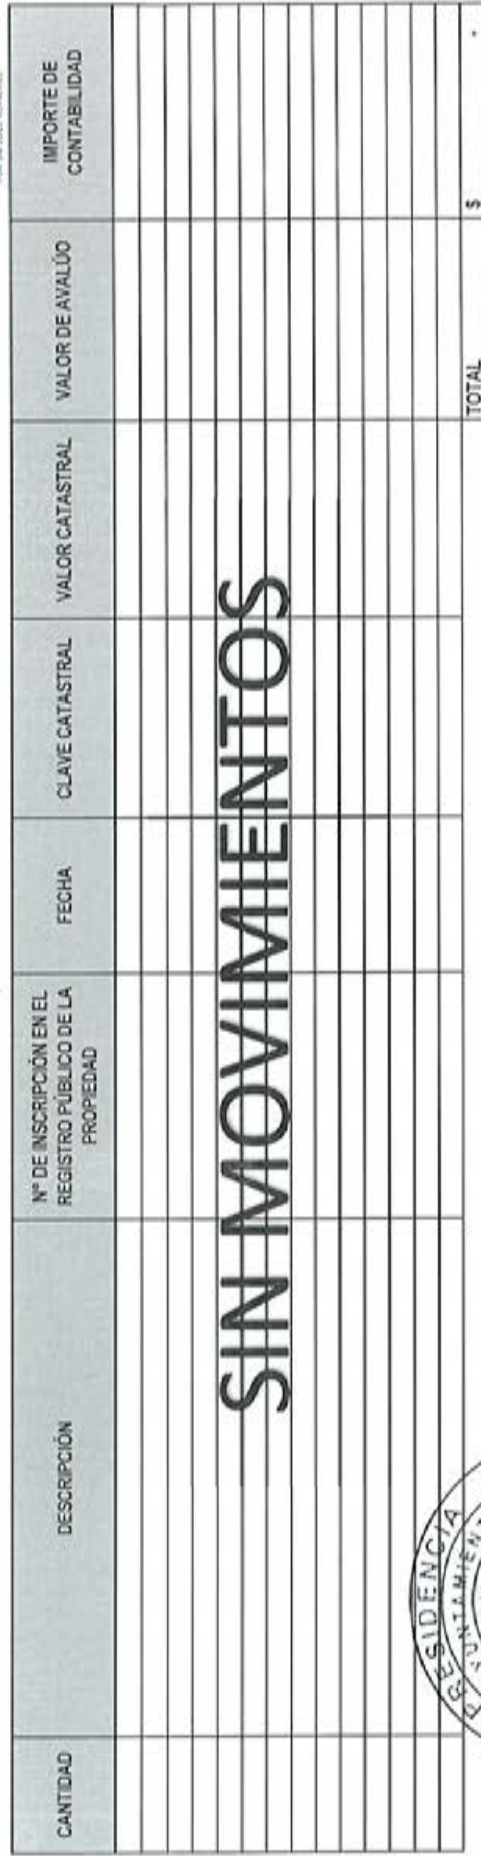 CANTIDAD
DESCRIPCIÓN
Nº DE INSCRIPCIÓN EN EL
REGISTRO PÚBLICO DE LA
PROPIEDAD
FECHA
CLAVE CATASTRAL
VALOR CATASTRAL
VALOR DE AVALÚO
IMPORTE DE
CONTABILIDAD
SIN MOVIMIENTOS
TOTAL
$ -
PRESIDENCIA